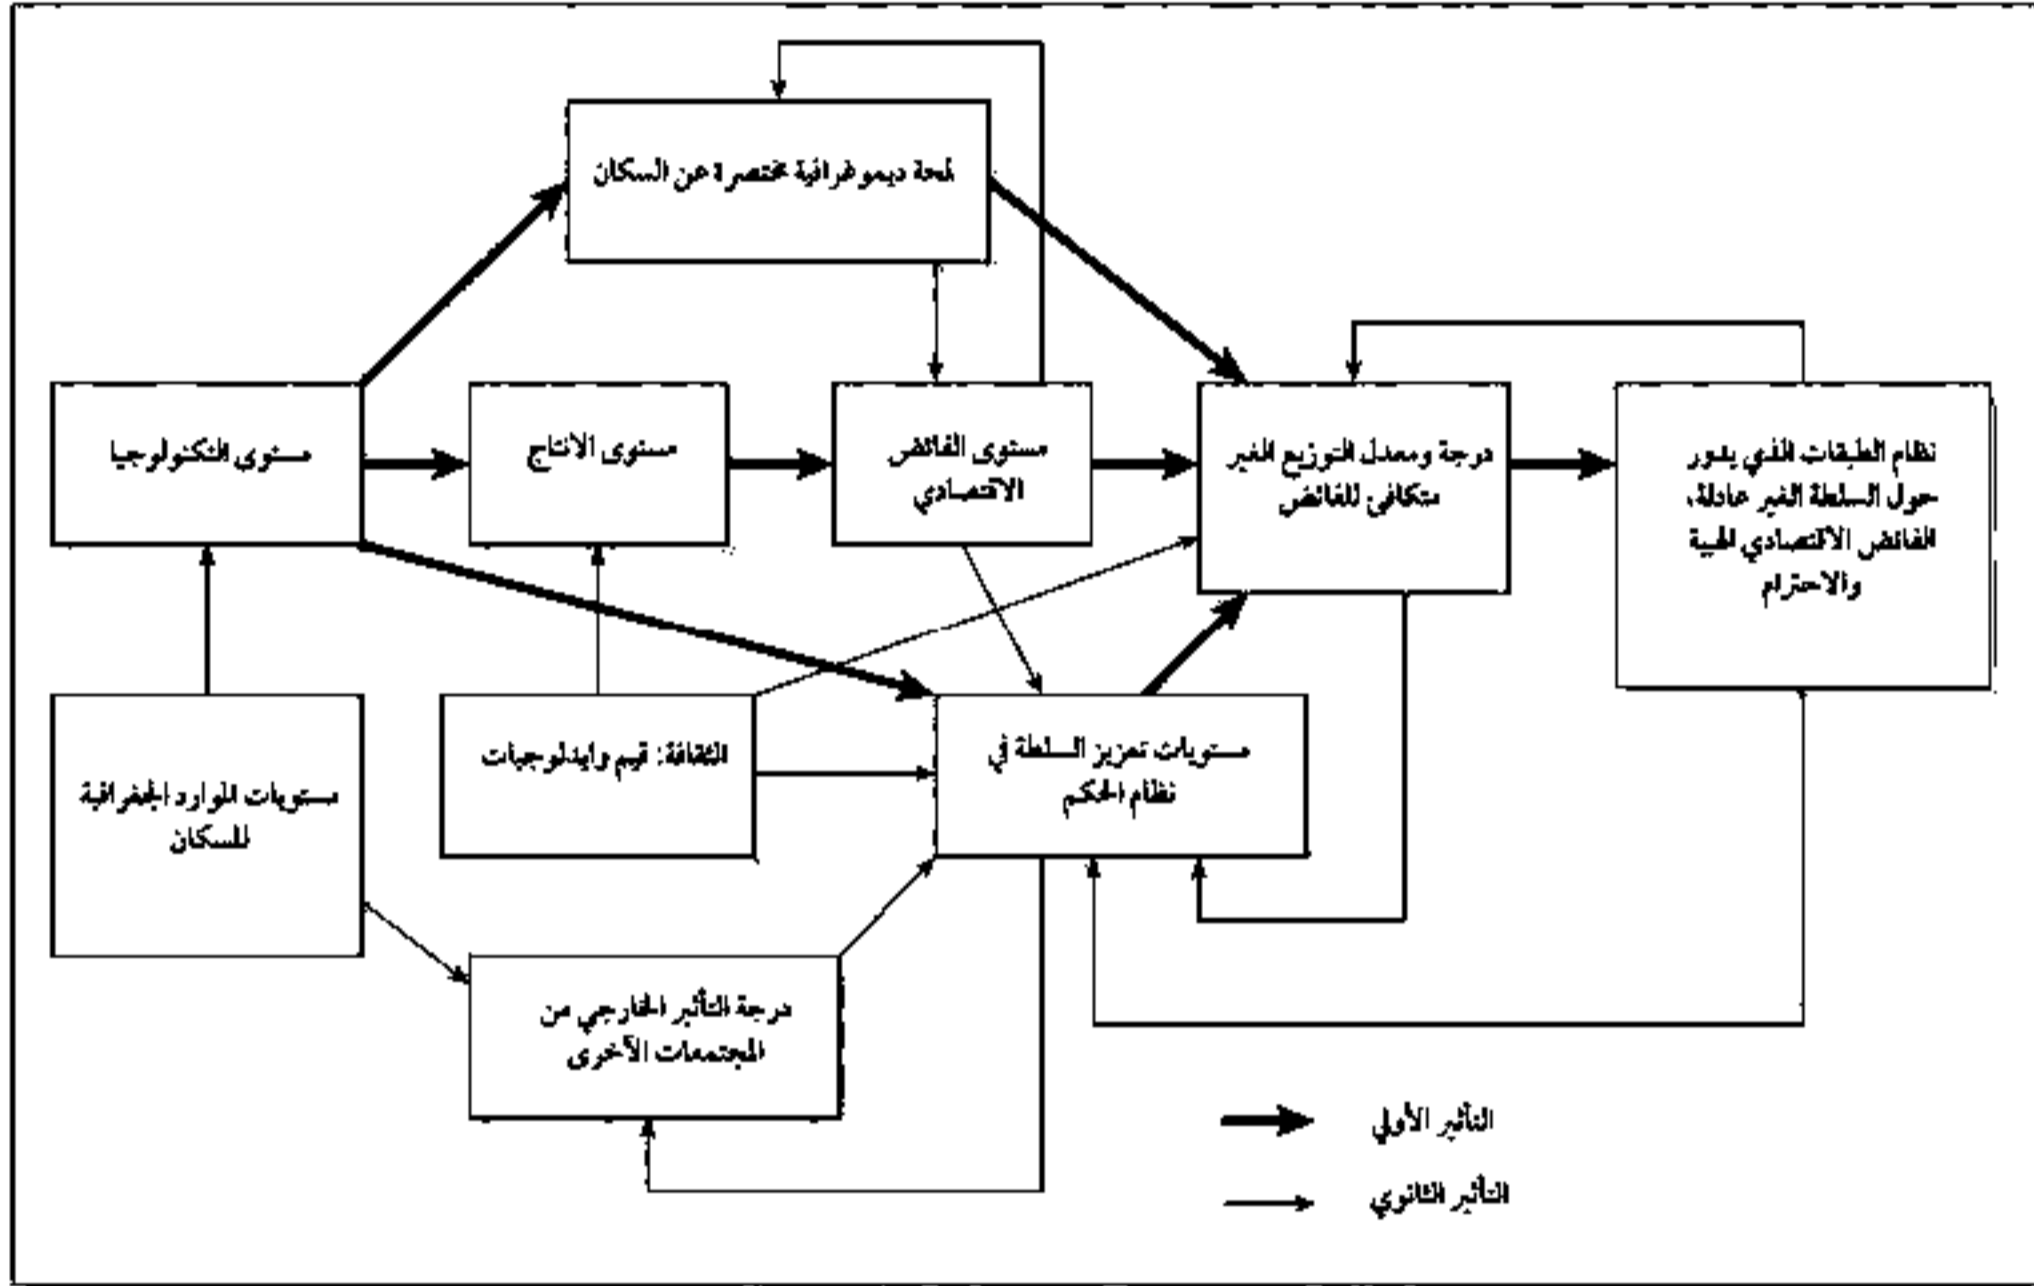 لمحة ديموغرافية مختصرة عن السكان
مستوى التكنولوجيا
مستوى الانتاج
مستوى الفائض
الاقتصادي
درجة ومعدل التوزيع الغير
متكافئ للفائض
نظام الطبقات الذي يدور
حول السلطة الغير عادلة،
الفائض الاقتصادي الهيبة
والاحترام
مستويات الموارد الجغرافية
للسكان
الثقافة: قيم وايدلوجيات
مستويات تعزيز السلطة في
نظام الحكم
درجة التأثير الخارجي من
المجتمعات الآخرى
التأثير الأولي
التأثير الثانوي